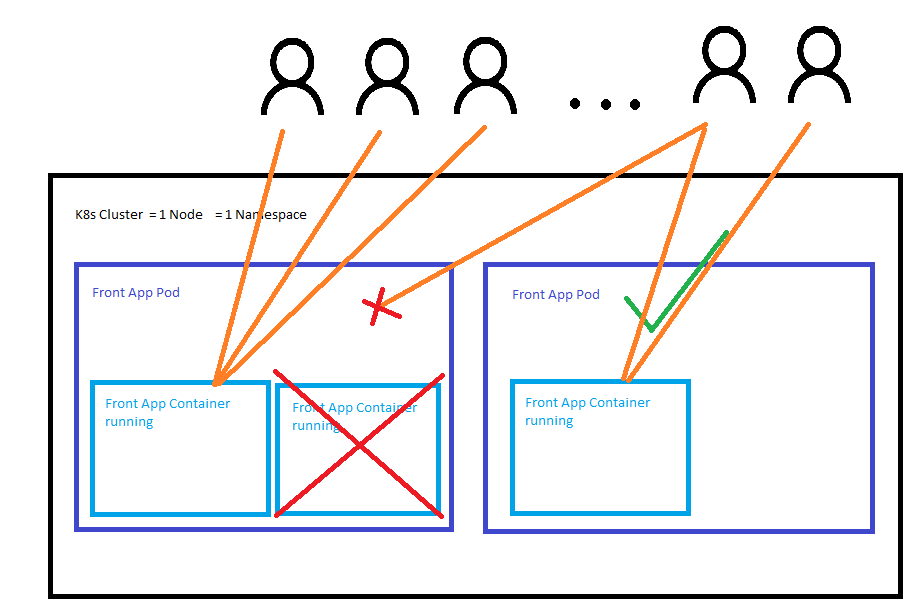 K8s Cluster = 1 Node = 1 Namespace
Front App Pod
Front App Container
running
Front App Container
running
Front App Pod
Front App Container
running